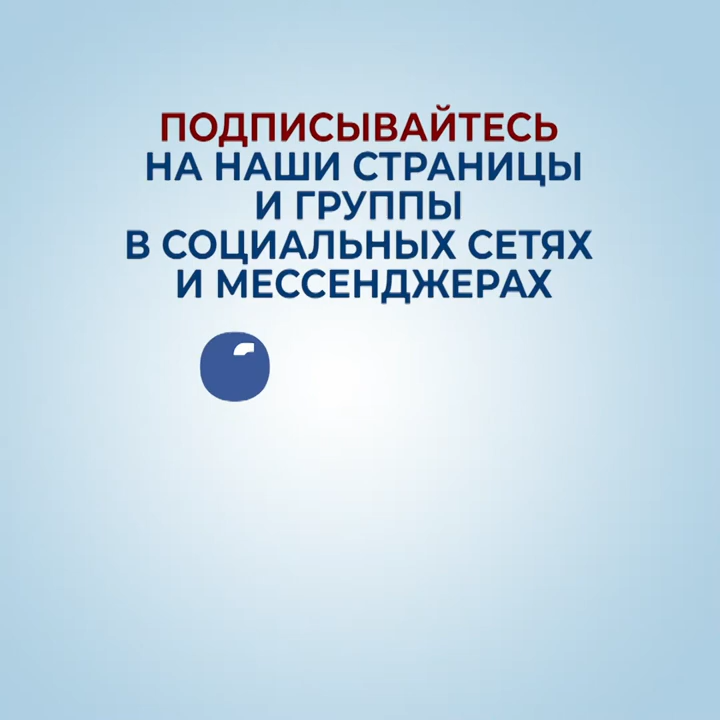 ПОДПИСЫВАЙТЕСЬ
НА НАШИ СТРАНИЦЫ
И ГРУППЫ
В СОЦИАЛЬНЫХ СЕТЯХ
И МЕССЕНДЖЕРАХ